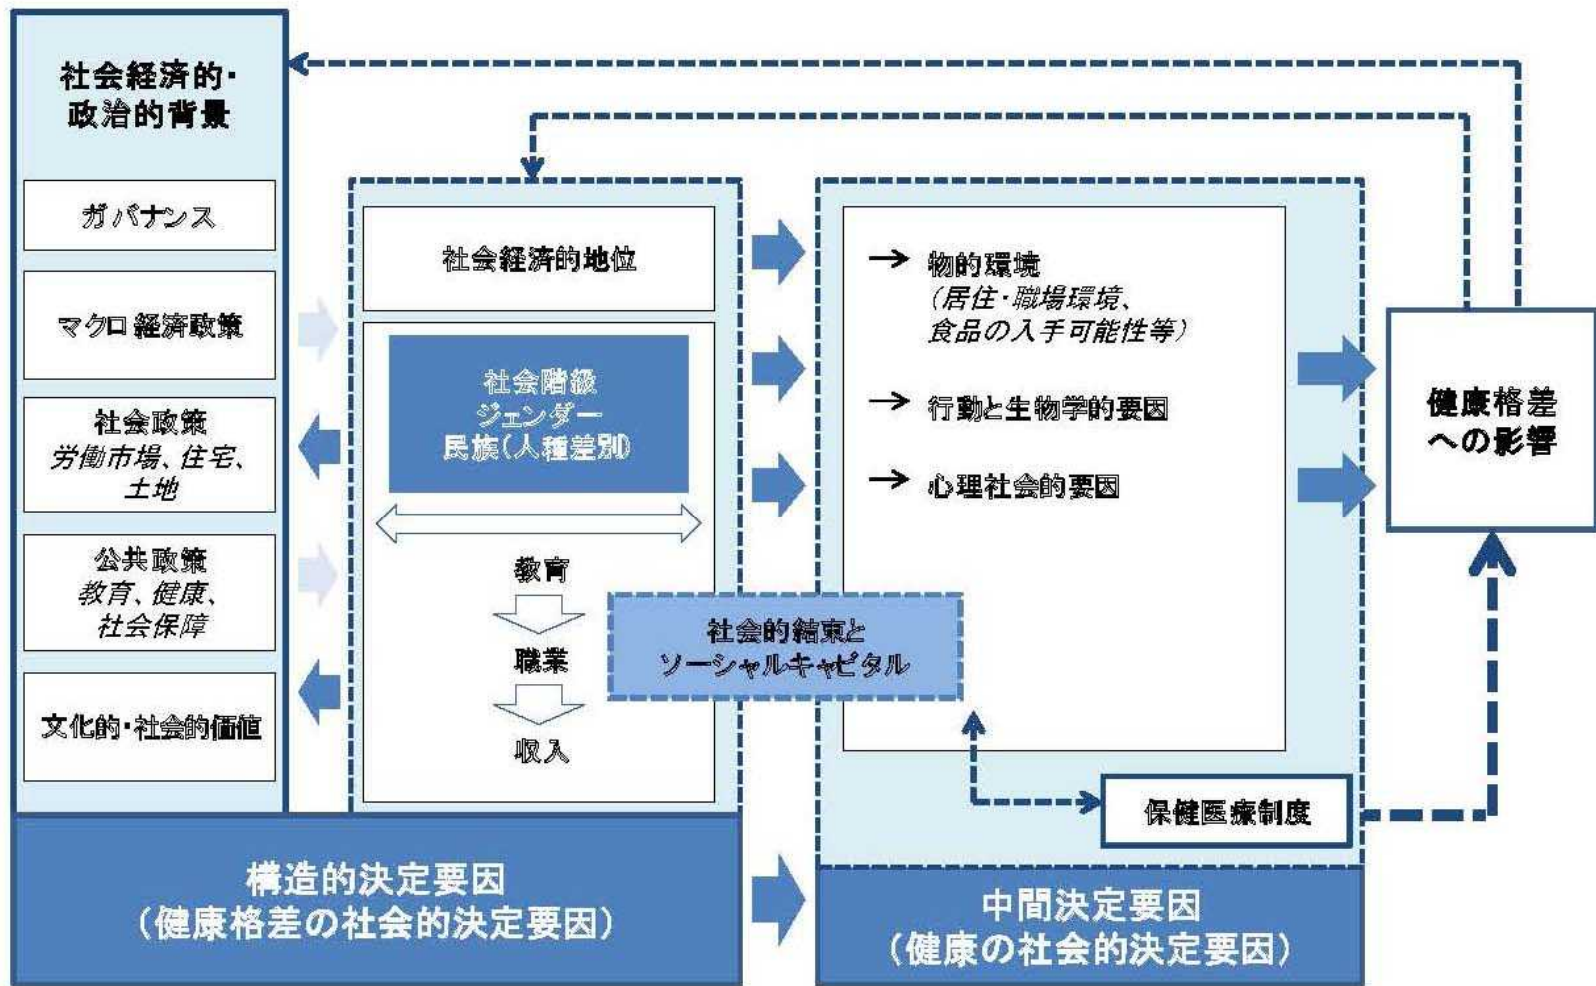 社会経済的・
政治的背景
ガバナンス
マクロ経済政策
社会政策
労働市場、住宅、
土地
公共政策
教育、健康、
社会保障
文化的・社会的価値
社会経済的地位
社会階級
ジェンダー
民族(人種差別)
教育
職業
収入
社会的結束と
ソーシャルキャピタル
→ 物的環境
(居住・職場環境、
食品の入手可能性等)
→ 行動と生物学的要因
→ 心理社会的要因
保健医療制度
健康格差
への影響
構造的決定要因
(健康格差の社会的決定要因)
中間決定要因
(健康の社会的決定要因)